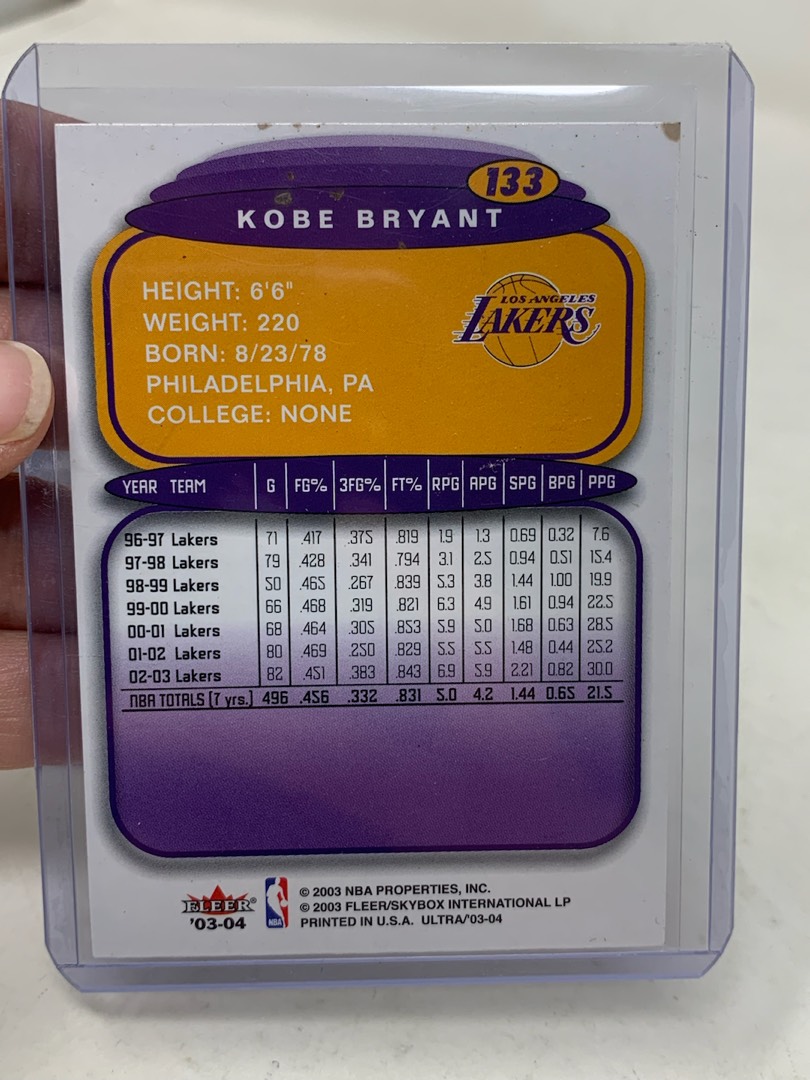 133
KOBE BRYANT
HEIGHT: 6'6"
WEIGHT: 220
BORN: 8/23/78
PHILADELPHIA, PA
COLLEGE: NONE
LOS ANGELES
LAKERS
YEAR TEAM G FG% 3FG% FT% RPG APG SPG BPG PPG
96-97 Lakers 71 .417 .375 .819 1.9 1.3 0.69 0.32 7.6
97-98 Lakers 79 .428 .341 .794 3.1 2.5 0.94 0.51 15.4
98-99 Lakers 50 .465 .267 .839 5.3 3.8 1.44 1.00 19.9
99-00 Lakers 66 .468 .319 .821 6.3 4.9 1.61 0.94 22.5
00-01 Lakers 68 .464 .305 .853 5.9 5.0 1.68 0.63 28.5
01-02 Lakers 80 .469 .250 .829 5.5 5.5 1.48 0.44 25.2
02-03 Lakers 82 .451 .383 .843 6.9 5.9 2.21 0.82 30.0
NBA TOTALS (7 yrs.) 496 .456 .332 .831 5.0 4.2 1.44 0.65 21.5
FLEER®
'03-04
NBA
© 2003 NBA PROPERTIES, INC.
© 2003 FLEER/SKYBOX INTERNATIONAL LP
PRINTED IN U.S.A. ULTRA/'03-04